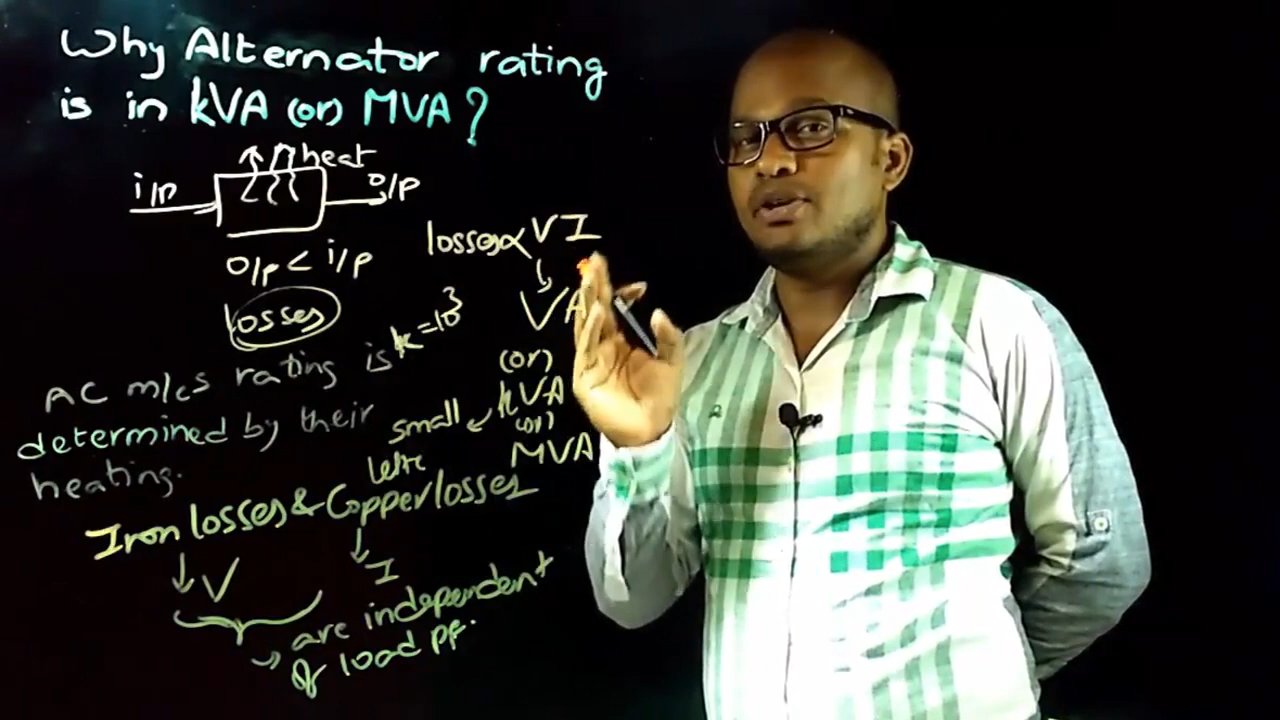 Why Alternator rating
is in kVA (or) MVA?
heat
i/p
o/p
o/p < i/p
losses
losses ∝ VI
VA
(or)
kVA
(or)
MVA
k=10³
small
AC m/cs rating is
determined by their
heating.
Iron losses & Copper losses
V
I
are independent
of load pf.